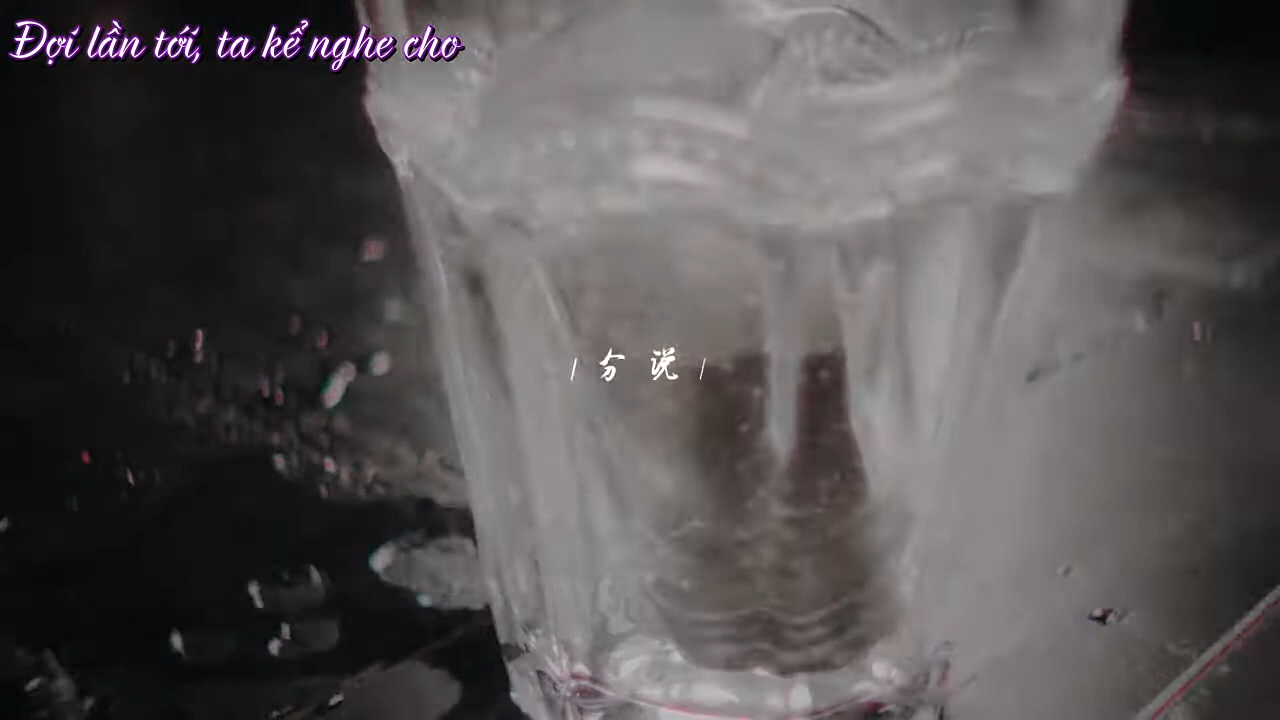 Đợi lần tới, ta kể nghe cho
| 分 说 |